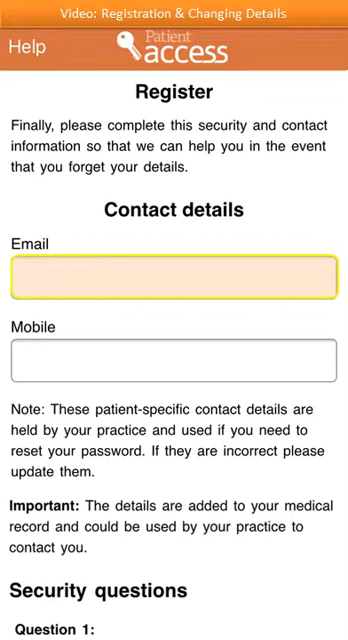 Video: Registration & Changing Details
Help
Patient
access
Register
Finally, please complete this security and contact
information so that we can help you in the event
that you forget your details.
Contact details
Email
Mobile
Note: These patient-specific contact details are
held by your practice and used if you need to
reset your password. If they are incorrect please
update them.
Important: The details are added to your medical
record and could be used by your practice to
contact you.
Security questions
Question 1: